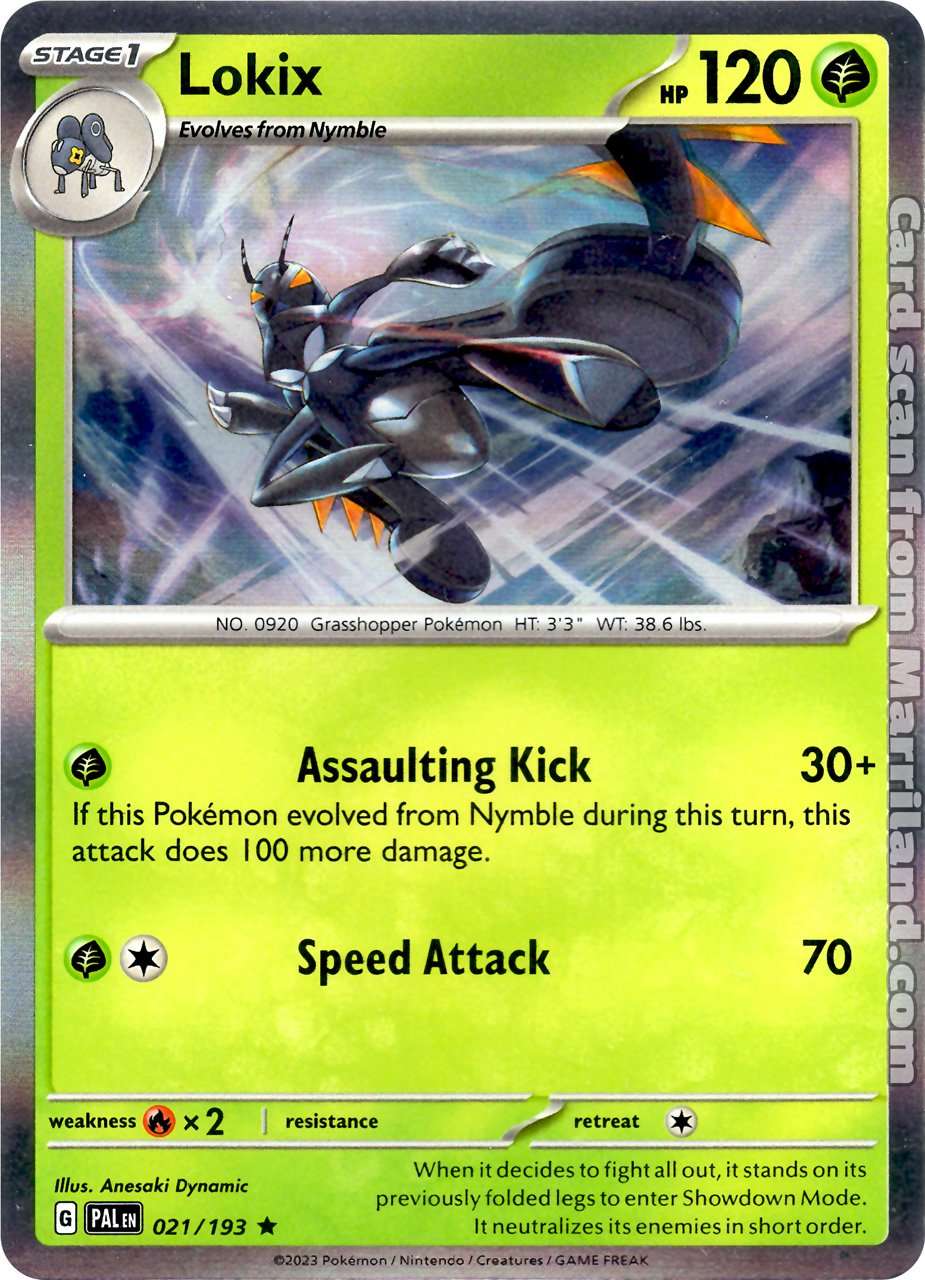 STAGE 1
Lokix
HP 120
Evolves from Nymble
NO. 0920 Grasshopper Pokémon HT: 3'3" WT: 38.6 lbs.
Assaulting Kick 30+
If this Pokémon evolved from Nymble during this turn, this
attack does 100 more damage.
Speed Attack 70
weakness × 2 resistance retreat
Illus. Anesaki Dynamic
When it decides to fight all out, it stands on its
previously folded legs to enter Showdown Mode.
It neutralizes its enemies in short order.
G PAL EN 021/193 ★
©2023 Pokémon / Nintendo / Creatures / GAME FREAK
Card scan from Marriland.com